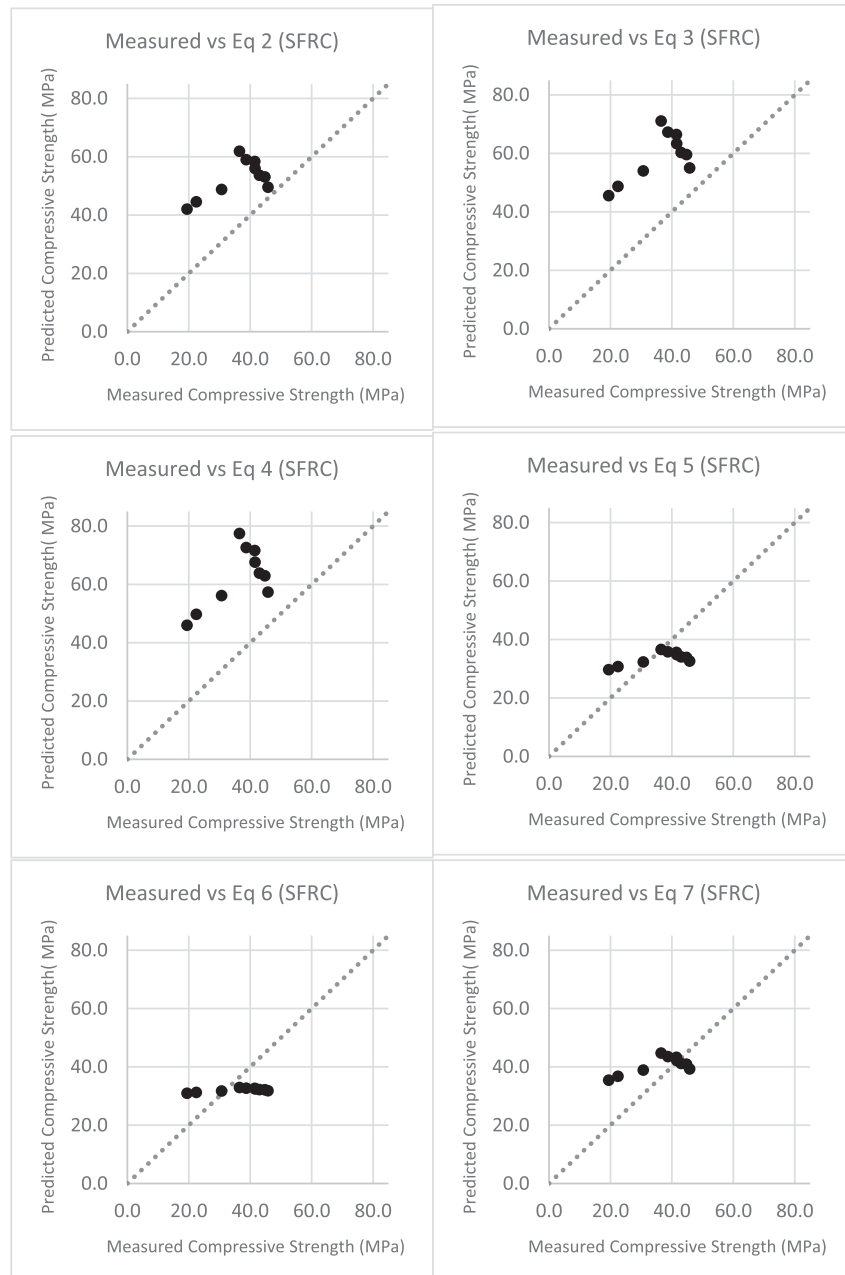 Measured vs Eq 2 (SFRC)
Predicted Compressive Strength( MPa)
80.0
60.0
40.0
20.0
0.0
0.0 20.0 40.0 60.0 80.0
Measured Compressive Strength (MPa)
Measured vs Eq 3 (SFRC)
Predicted Compressive Strength( MPa)
80.0
60.0
40.0
20.0
0.0
0.0 20.0 40.0 60.0 80.0
Measured Compressive Strength (MPa)
Measured vs Eq 4 (SFRC)
Predicted Compressive Strength( MPa)
80.0
60.0
40.0
20.0
0.0
0.0 20.0 40.0 60.0 80.0
Measured Compressive Strength (MPa)
Measured vs Eq 5 (SFRC)
Predicted Compressive Strength( MPa)
80.0
60.0
40.0
20.0
0.0
0.0 20.0 40.0 60.0 80.0
Measured Compressive Strength (MPa)
Measured vs Eq 6 (SFRC)
Predicted Compressive Strength( MPa)
80.0
60.0
40.0
20.0
0.0
0.0 20.0 40.0 60.0 80.0
Measured Compressive Strength (MPa)
Measured vs Eq 7 (SFRC)
Predicted Compressive Strength( MPa)
80.0
60.0
40.0
20.0
0.0
0.0 20.0 40.0 60.0 80.0
Measured Compressive Strength (MPa)